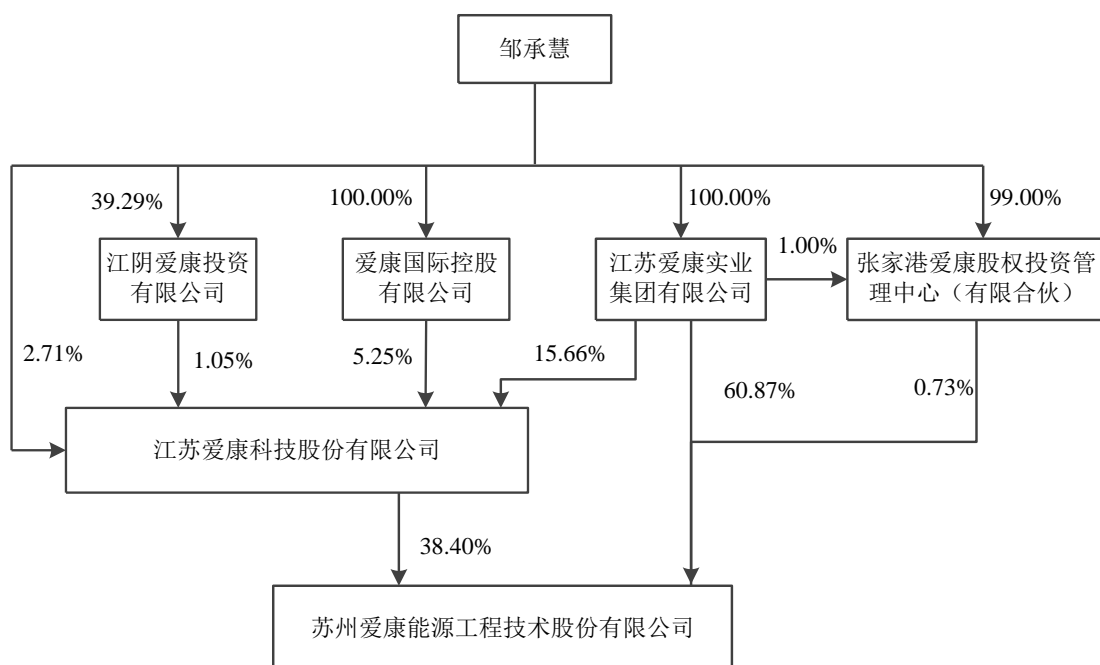 邹承慧
39.29%
100.00%
100.00%
99.00%
江阴爱康投资
有限公司
爱康国际控股
有限公司
江苏爱康实业
集团有限公司
1.00%
张家港爱康股权投资管
理中心（有限合伙）
2.71%
1.05%
5.25%
15.66%
60.87%
0.73%
江苏爱康科技股份有限公司
38.40%
苏州爱康能源工程技术股份有限公司